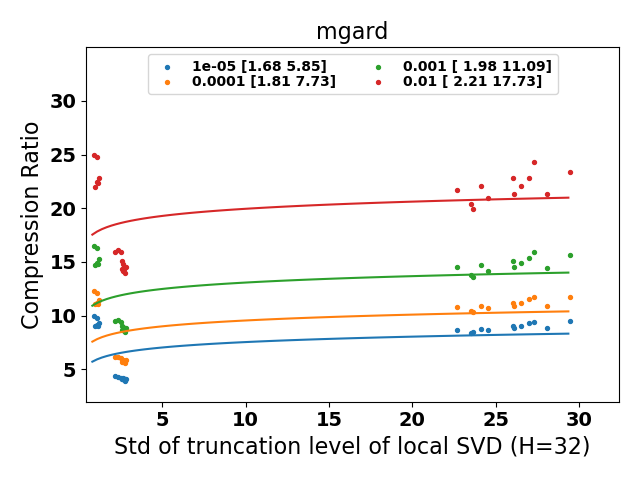 mgard
1e-05 [1.68 5.85]
0.0001 [1.81 7.73]
0.001 [ 1.98 11.09]
0.01 [ 2.21 17.73]
Compression Ratio
30
25
20
15
10
5
5 10 15 20 25 30
Std of truncation level of local SVD (H=32)